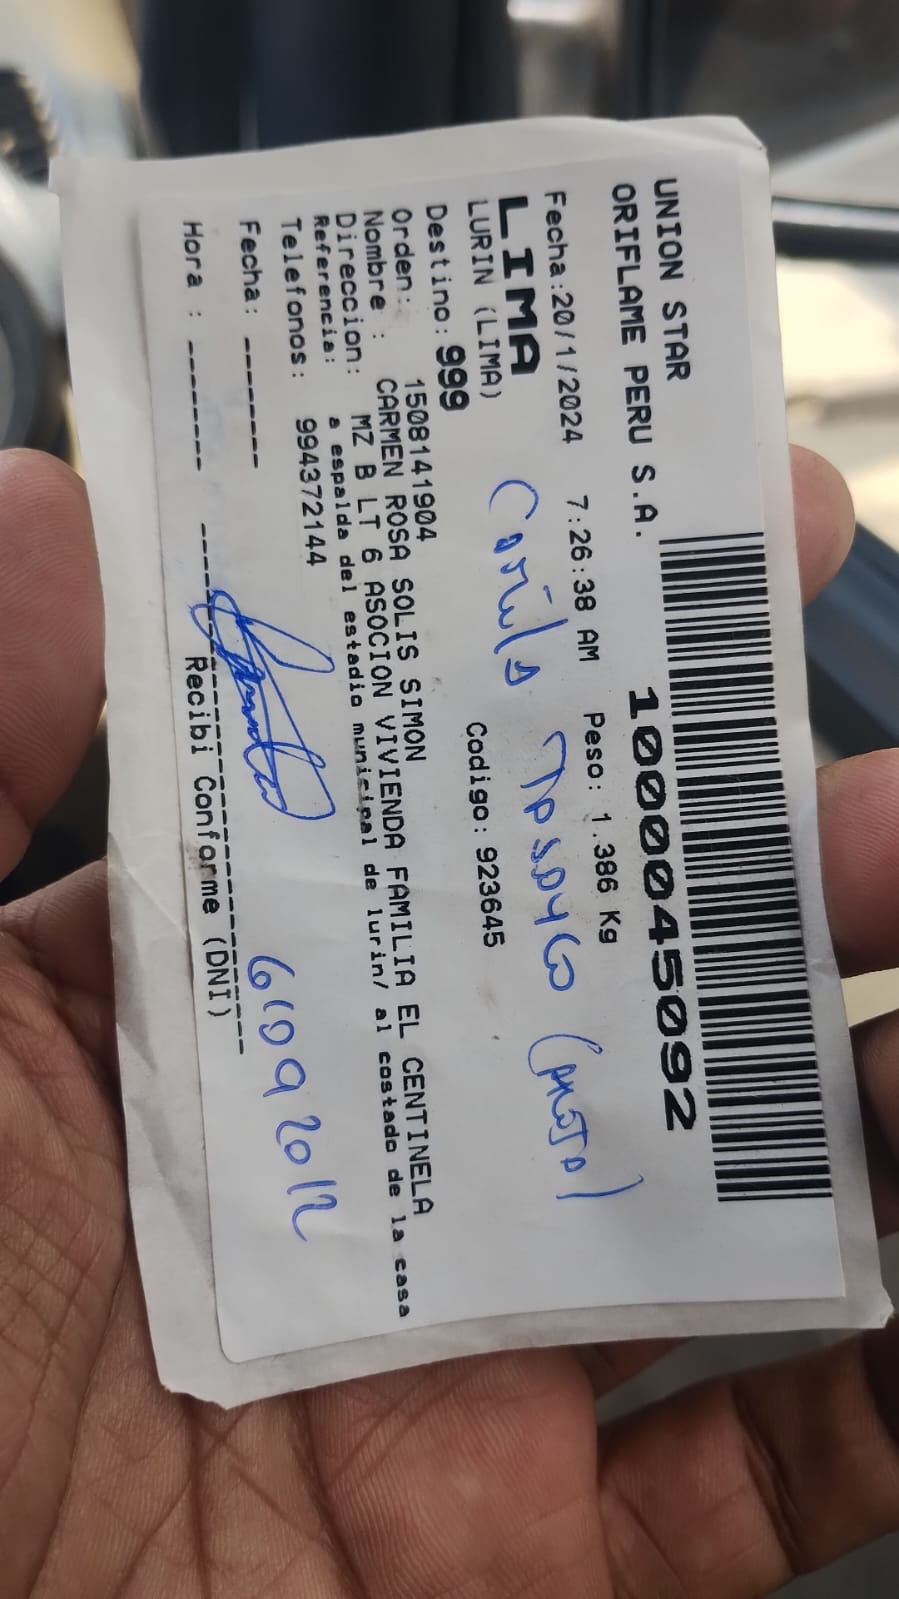 UNION STAR
ORIFLAME PERU S.A.
10000045092
Fecha:20/1/2024 7:26:38 AM Peso: 1.386 Kg
LIMA
LURIN (LIMA)
Codigo: 923645
Destino: 999
Orden: 1508141904
Nombre : CARMEN ROSA SOLIS SIMON
Direccion: MZ B LT 6 ASOCION VIVIENDA FAMILIA EL CENTINELA
Referencia: a espalda del estadio municipal de lurin/ al costado de la casa
Telefonos: 994372144
61092012
Fecha:
Hora :
Recibi Conforme (DNI)